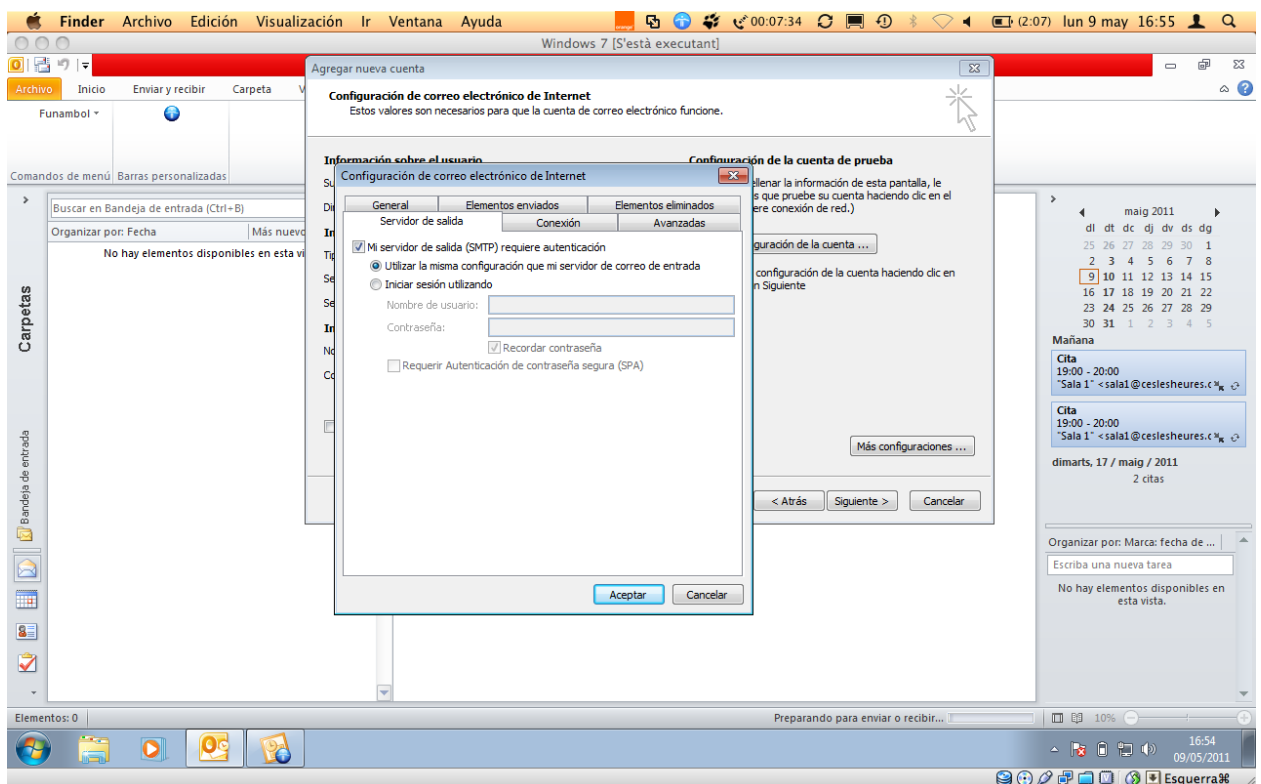 Finder Archivo Edición Visualización Ir Ventana Ayuda 00:07:34 (2:07) lun 9 may 16:55
Windows 7 [S'està executant]
Archivo Inicio Enviar y recibir Carpeta V
Funambol
Comandos de menú Barras personalizadas
Agregar nueva cuenta
Configuración de correo electrónico de Internet
Estos valores son necesarios para que la cuenta de correo electrónico funcione.
Información sobre el usuario
Configuración de la cuenta de prueba
ellenar la información de esta pantalla, le
s que pruebe su cuenta haciendo clic en el
ere conexión de red.)
guración de la cuenta ...
configuración de la cuenta haciendo clic en
n Siguiente
Más configuraciones ...
< Atrás Siguiente > Cancelar
Configuración de correo electrónico de Internet
General Elementos enviados Elementos eliminados
Servidor de salida Conexión Avanzadas
Mi servidor de salida (SMTP) requiere autenticación
Utilizar la misma configuración que mi servidor de correo de entrada
Iniciar sesión utilizando
Nombre de usuario:
Contraseña:
Recordar contraseña
Requerir Autenticación de contraseña segura (SPA)
Aceptar Cancelar
Buscar en Bandeja de entrada (Ctrl+B)
Organizar por: Fecha Más nuevo
No hay elementos disponibles en esta vi
Carpetas
Bandeja de entrada
maig 2011
dl dt dc dj dv ds dg
25 26 27 28 29 30 1
2 3 4 5 6 7 8
9 10 11 12 13 14 15
16 17 18 19 20 21 22
23 24 25 26 27 28 29
30 31 1 2 3 4 5
Mañana
Cita
19:00 - 20:00
"Sala 1" <sala1@ceslesheures.c
Cita
19:00 - 20:00
"Sala 1" <sala1@ceslesheures.c
dimarts, 17 / maig / 2011
2 citas
Organizar por: Marca: fecha de ...
Escriba una nueva tarea
No hay elementos disponibles en
esta vista.
Elementos: 0 Preparando para enviar o recibir... 10%
16:54
09/05/2011
Esquerra⌘